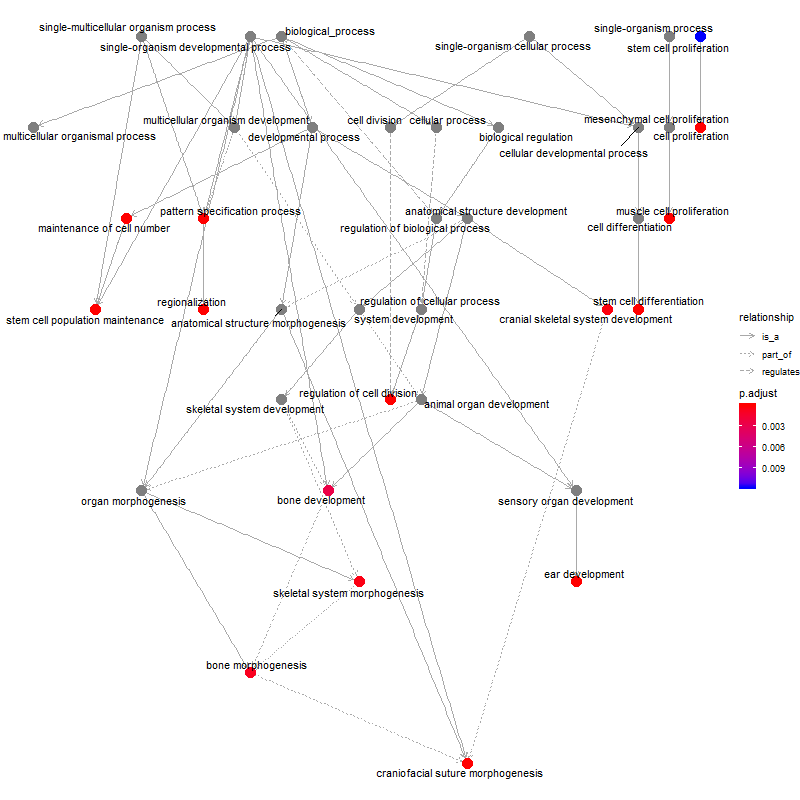 single-multicellular organism process
biological_process
single-organism process
single-organism developmental process
single-organism cellular process
stem cell proliferation
multicellular organism development
cell division
cellular process
mesenchymal cell proliferation
multicellular organismal process
developmental process
biological regulation
cell proliferation
cellular developmental process
pattern specification process
anatomical structure development
muscle cell proliferation
maintenance of cell number
regulation of biological process
cell differentiation
regionalization
regulation of cellular process
stem cell differentiation
stem cell population maintenance
anatomical structure morphogenesis
system development
cranial skeletal system development
relationship
is_a
part_of
regulates
p.adjust
0.003
0.006
0.009
regulation of cell division
skeletal system development
animal organ development
organ morphogenesis
bone development
sensory organ development
ear development
skeletal system morphogenesis
bone morphogenesis
craniofacial suture morphogenesis